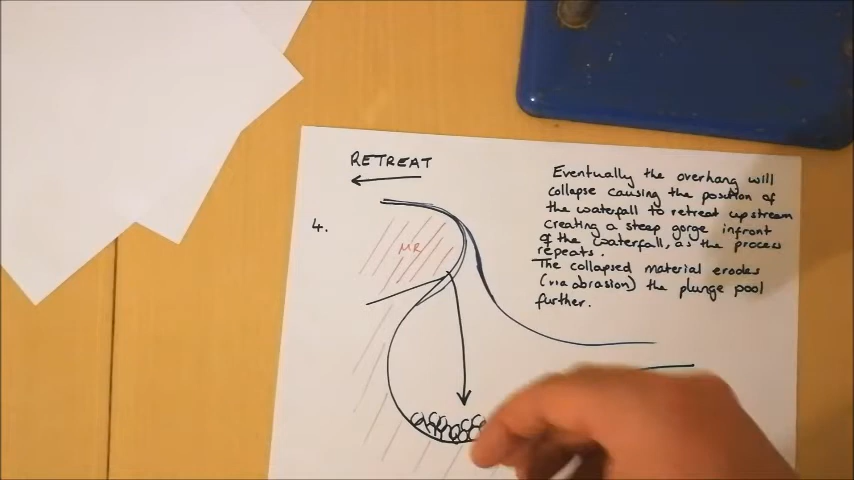 RETREAT
4.
MR
Eventually the overhang will
collapse causing the position of
the waterfall to retreat upstream
creating a steep gorge infront
of the waterfall, as the process
repeats.
The collapsed material erodes
(via abrasion) the plunge pool
further.